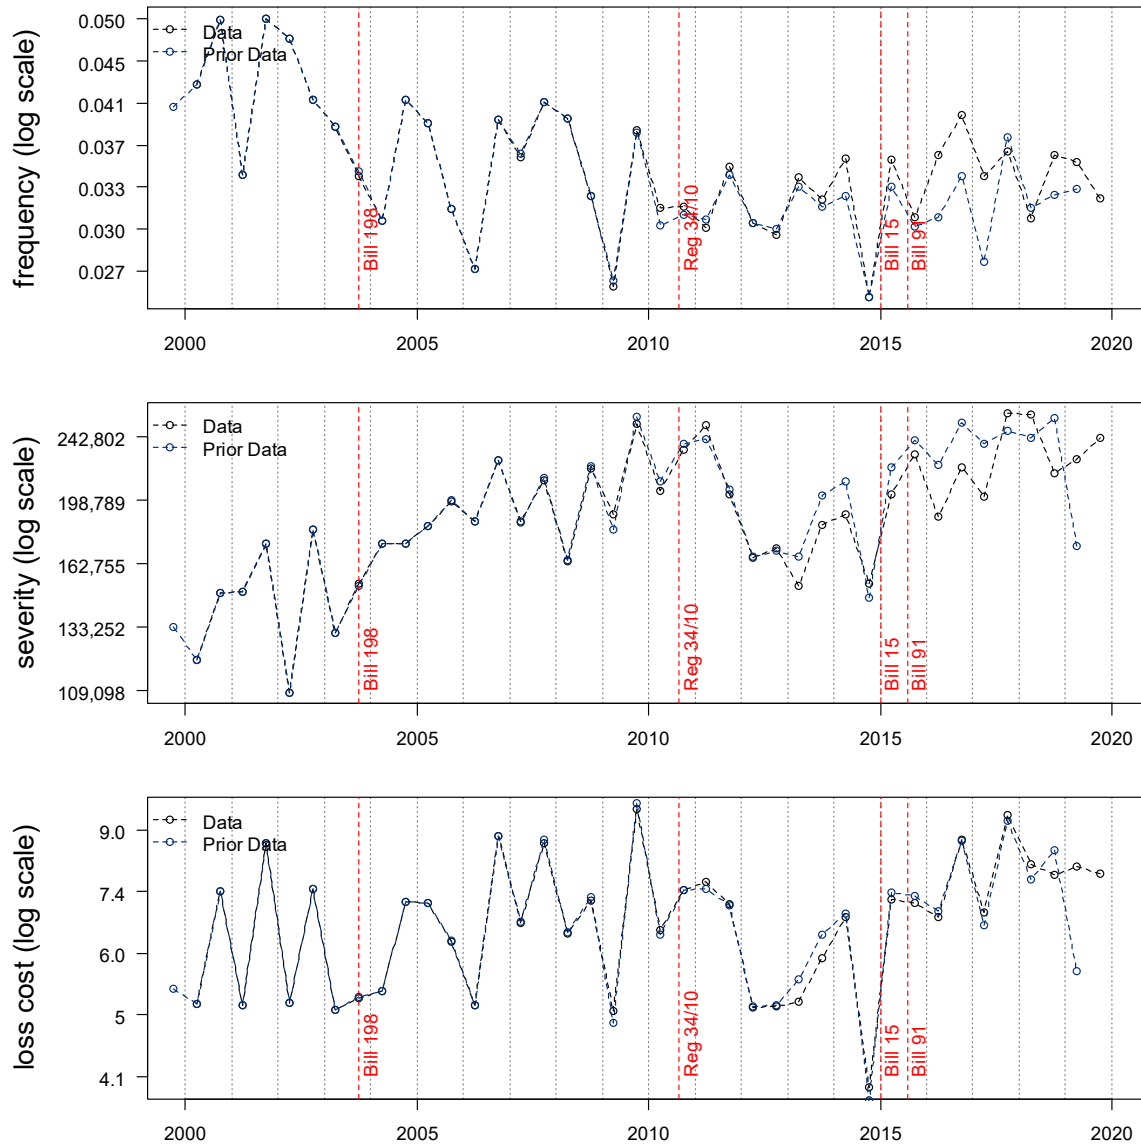 frequency (log scale)
0.050
0.045
0.041
0.037
0.033
0.030
0.027
Data
Prior Data
Bill 198
Reg 34/10
Bill 15
Bill 91
2000
2005
2010
2015
2020
severity (log scale)
242,802
198,789
162,755
133,252
109,098
Data
Prior Data
Bill 198
Reg 34/10
Bill 15
Bill 91
2000
2005
2010
2015
2020
loss cost (log scale)
9.0
7.4
6.0
5
4.1
Data
Prior Data
Bill 198
Reg 34/10
Bill 15
Bill 91
2000
2005
2010
2015
2020